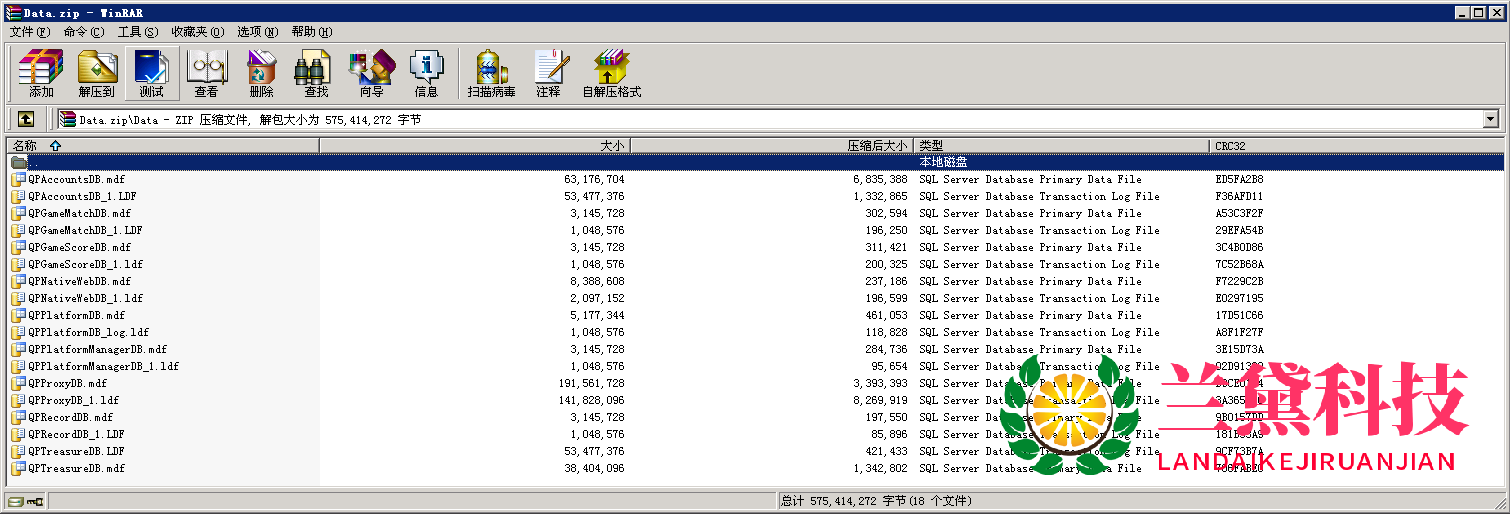 Data.zip - WinRAR
文件(F) 命令(C) 工具(S) 收藏夹(O) 选项(N) 帮助(H)
添加 解压到 测试 查看 删除 查找 向导 信息 扫描病毒 注释 自解压格式
Data.zip\Data - ZIP 压缩文件, 解包大小为 575,414,272 字节
名称 大小 压缩后大小 类型 CRC32
.. 本地磁盘
QPAccountsDB.mdf 63,176,704 6,835,388 SQL Server Database Primary Data File ED5FA2B8
QPAccountsDB_1.LDF 53,477,376 1,332,865 SQL Server Database Transaction Log File F36AFD11
QPGameMatchDB.mdf 3,145,728 302,594 SQL Server Database Primary Data File A53C3F2F
QPGameMatchDB_1.LDF 1,048,576 196,250 SQL Server Database Transaction Log File 29EFA54B
QPGameScoreDB.mdf 3,145,728 311,421 SQL Server Database Primary Data File 3C4B0D86
QPGameScoreDB_1.ldf 1,048,576 200,325 SQL Server Database Transaction Log File 7C52B68A
QPNativeWebDB.mdf 8,388,608 237,186 SQL Server Database Primary Data File F7229C2B
QPNativeWebDB_1.ldf 2,097,152 196,599 SQL Server Database Transaction Log File E0297195
QPPlatformDB.mdf 5,177,344 461,053 SQL Server Database Primary Data File 17D51C66
QPPlatformDB_log.ldf 1,048,576 118,828 SQL Server Database Transaction Log File A8F1F27F
QPPlatformManagerDB.mdf 3,145,728 284,736 SQL Server Database Primary Data File 3E15D73A
QPPlatformManagerDB_1.ldf 1,048,576 95,654 SQL Server Database Transaction Log File
QPProxyDB.mdf 191,561,728 3,393,393 SQL Server Database Primary Data File
QPProxyDB_1.ldf 141,828,096 8,269,919 SQL Server Database Transaction Log File
QPRecordDB.mdf 3,145,728 197,550 SQL Server Database Primary Data File
QPRecordDB_1.LDF 1,048,576 85,896 SQL Server Database Transaction Log File
QPTreasureDB.LDF 53,477,376 421,433 SQL Server Database Transaction Log File 9CF73B7A
QPTreasureDB.mdf 38,404,096 1,342,802 SQL Server Database Primary Data File
兰黛科技
LANDAIKEJIRUANJIAN
总计 575,414,272 字节(18 个文件)